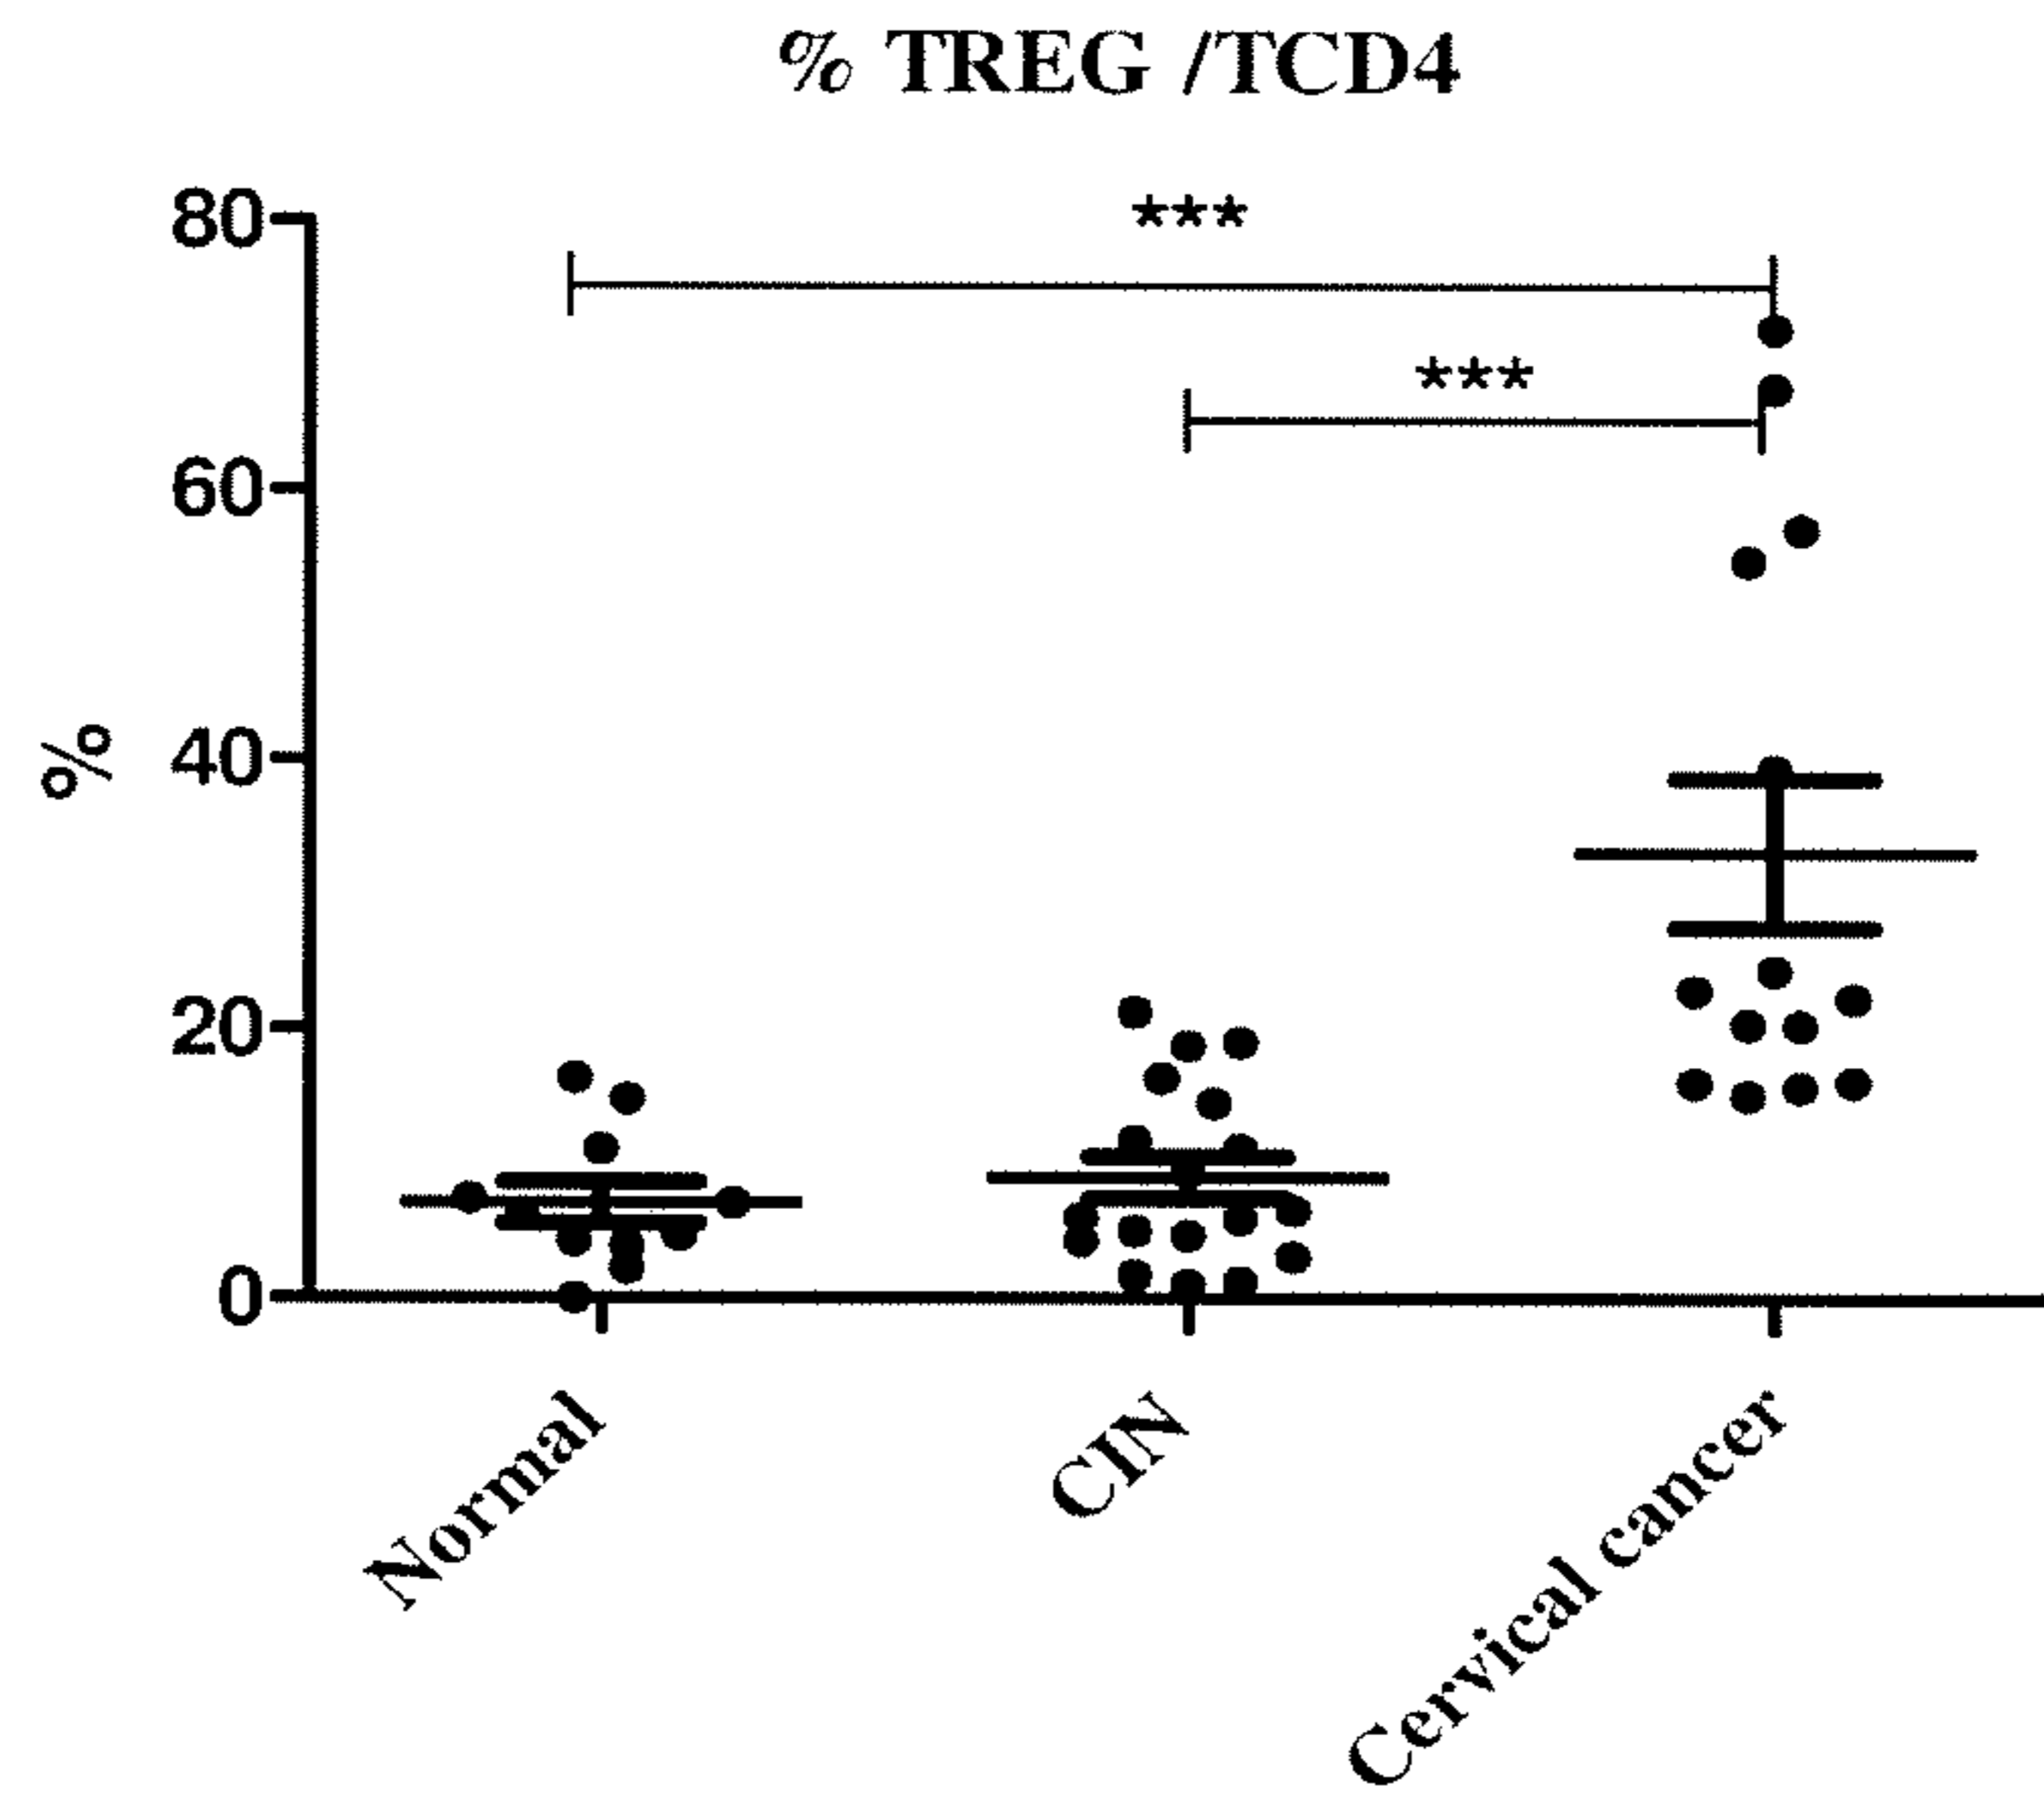 % TREG /TCD4
***
***
80
60
40
20
0
%
Normal
CIN
Cervical cancer